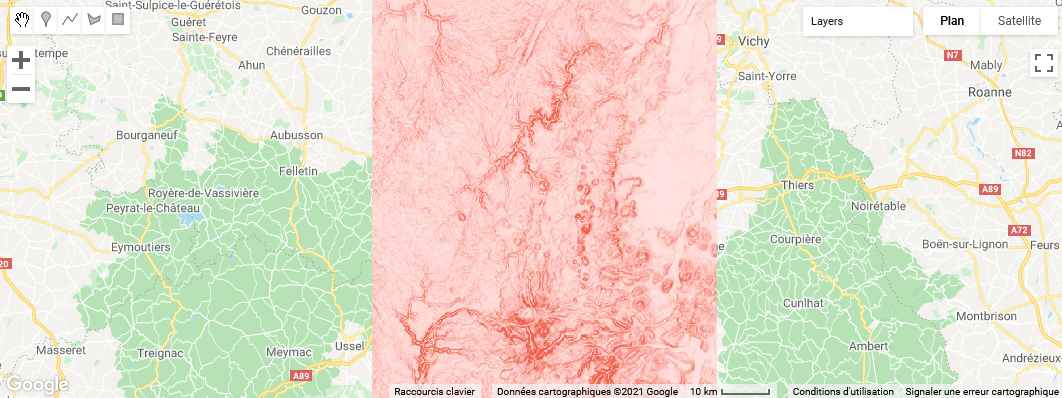 Saint-Sulpice-le-Guérétois
Gouzon
Guéret
Sainte-Feyre
Chénérailles
Ahun
Bourganeuf
Aubusson
Felletin
Royère-de-Vassivière
Peyrat-le-Château
Eymoutiers
20
Masseret
Treignac
Meymac
Ussel
A89
Google
Layers
Plan
Satellite
9
Vichy
N7
Mably
Saint-Yorre
Roanne
N82
Thiers
A89
89
Noirétable
A72
Courpière
Boën-sur-Lignon
Feurs
Cunlhat
Montbrison
Ambert
Andrézieux
Raccourcis clavier
Données cartographiques ©2021 Google
10 km
Conditions d'utilisation
Signaler une erreur cartographique